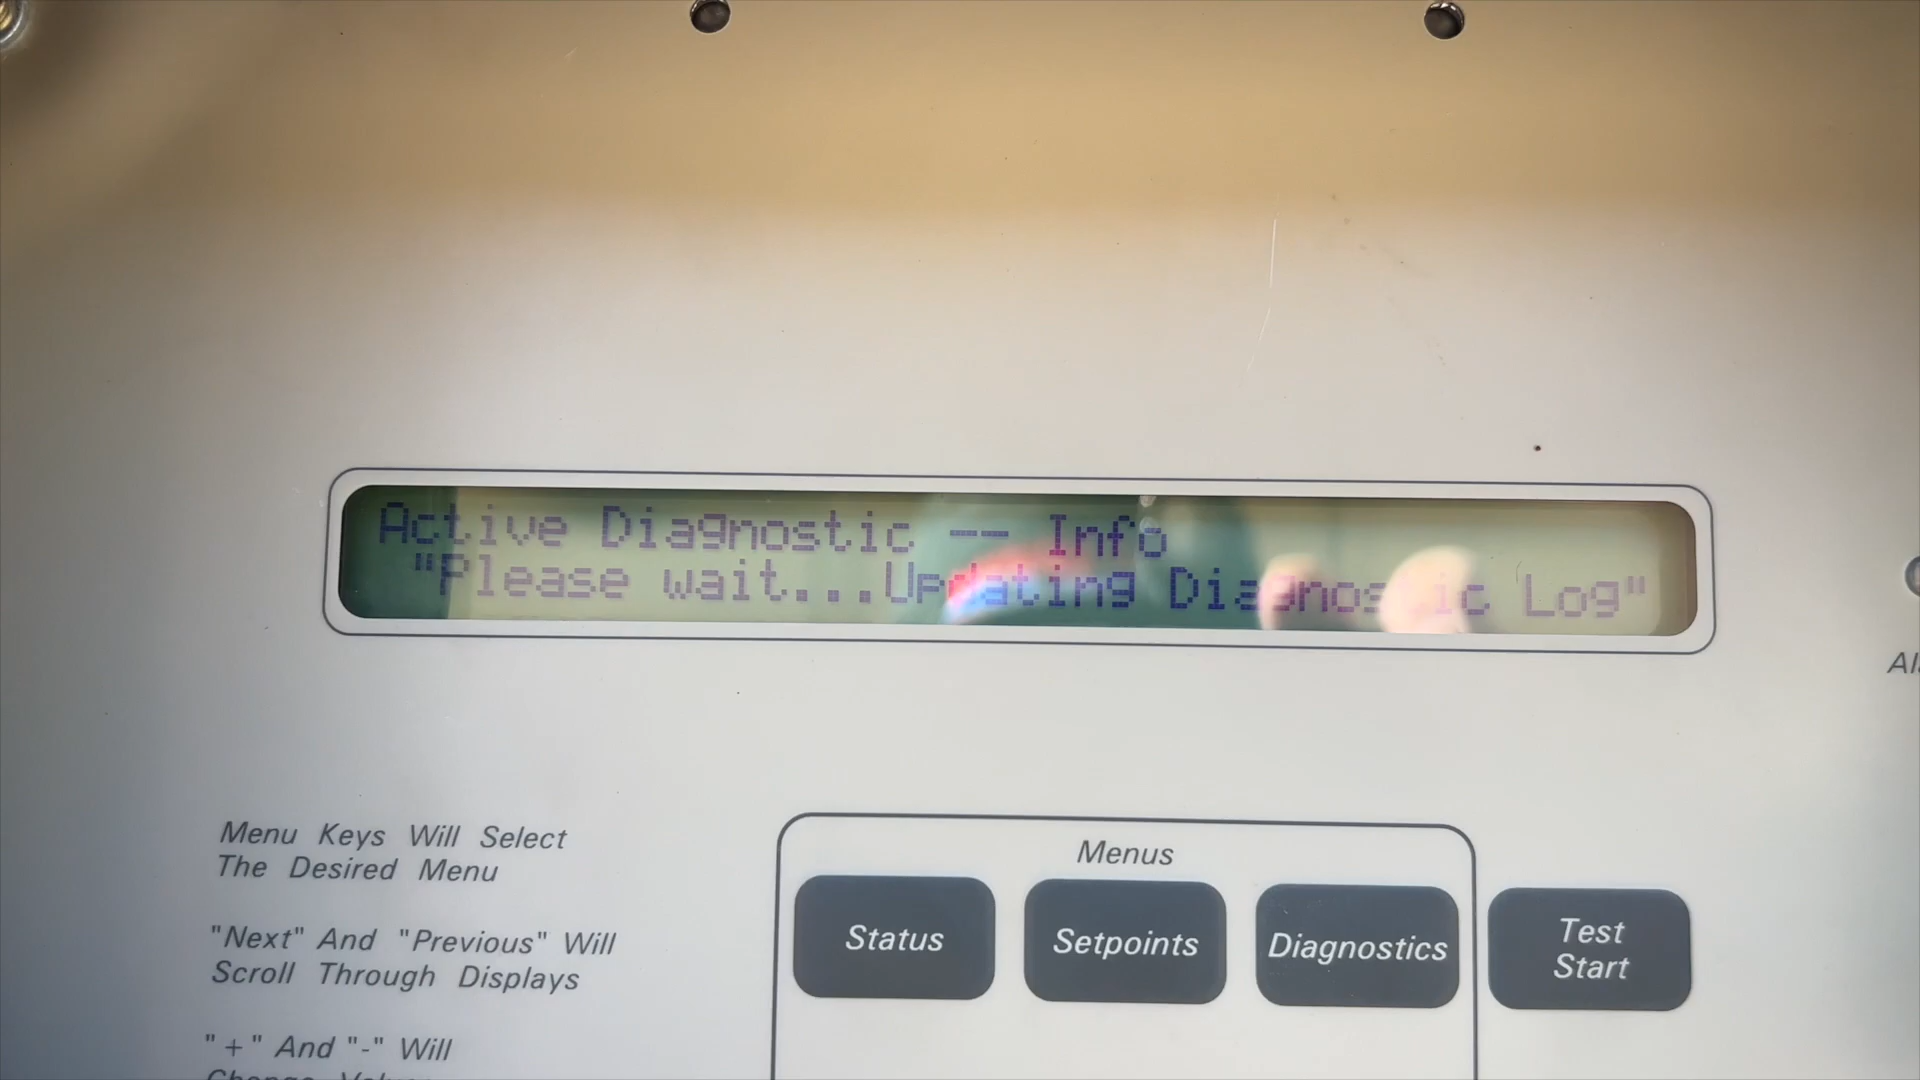 Active Diagnostic -- Info
"Please wait...Updating Diagnostic Log"
Menu Keys Will Select
The Desired Menu
"Next" And "Previous" Will
Scroll Through Displays
"+" And "-" Will
Menus
Status
Setpoints
Diagnostics
Test
Start